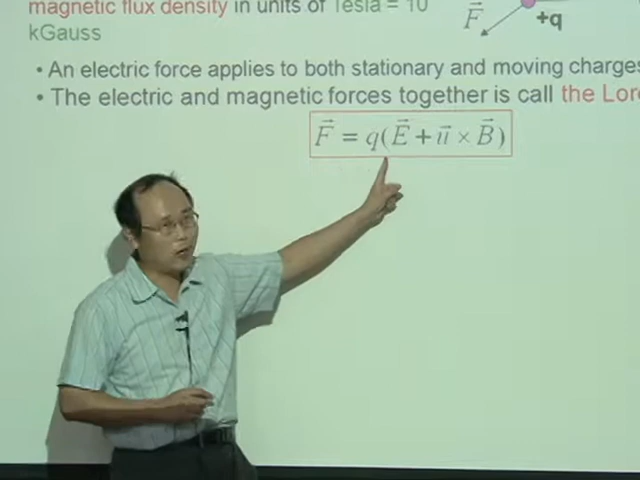 magnetic flux density in units of Tesla = 10
kGauss
F⃗
+q
• An electric force applies to both stationary and moving charges
• The electric and magnetic forces together is call the Lor
F⃗ = q(E⃗ + u⃗ × B⃗)